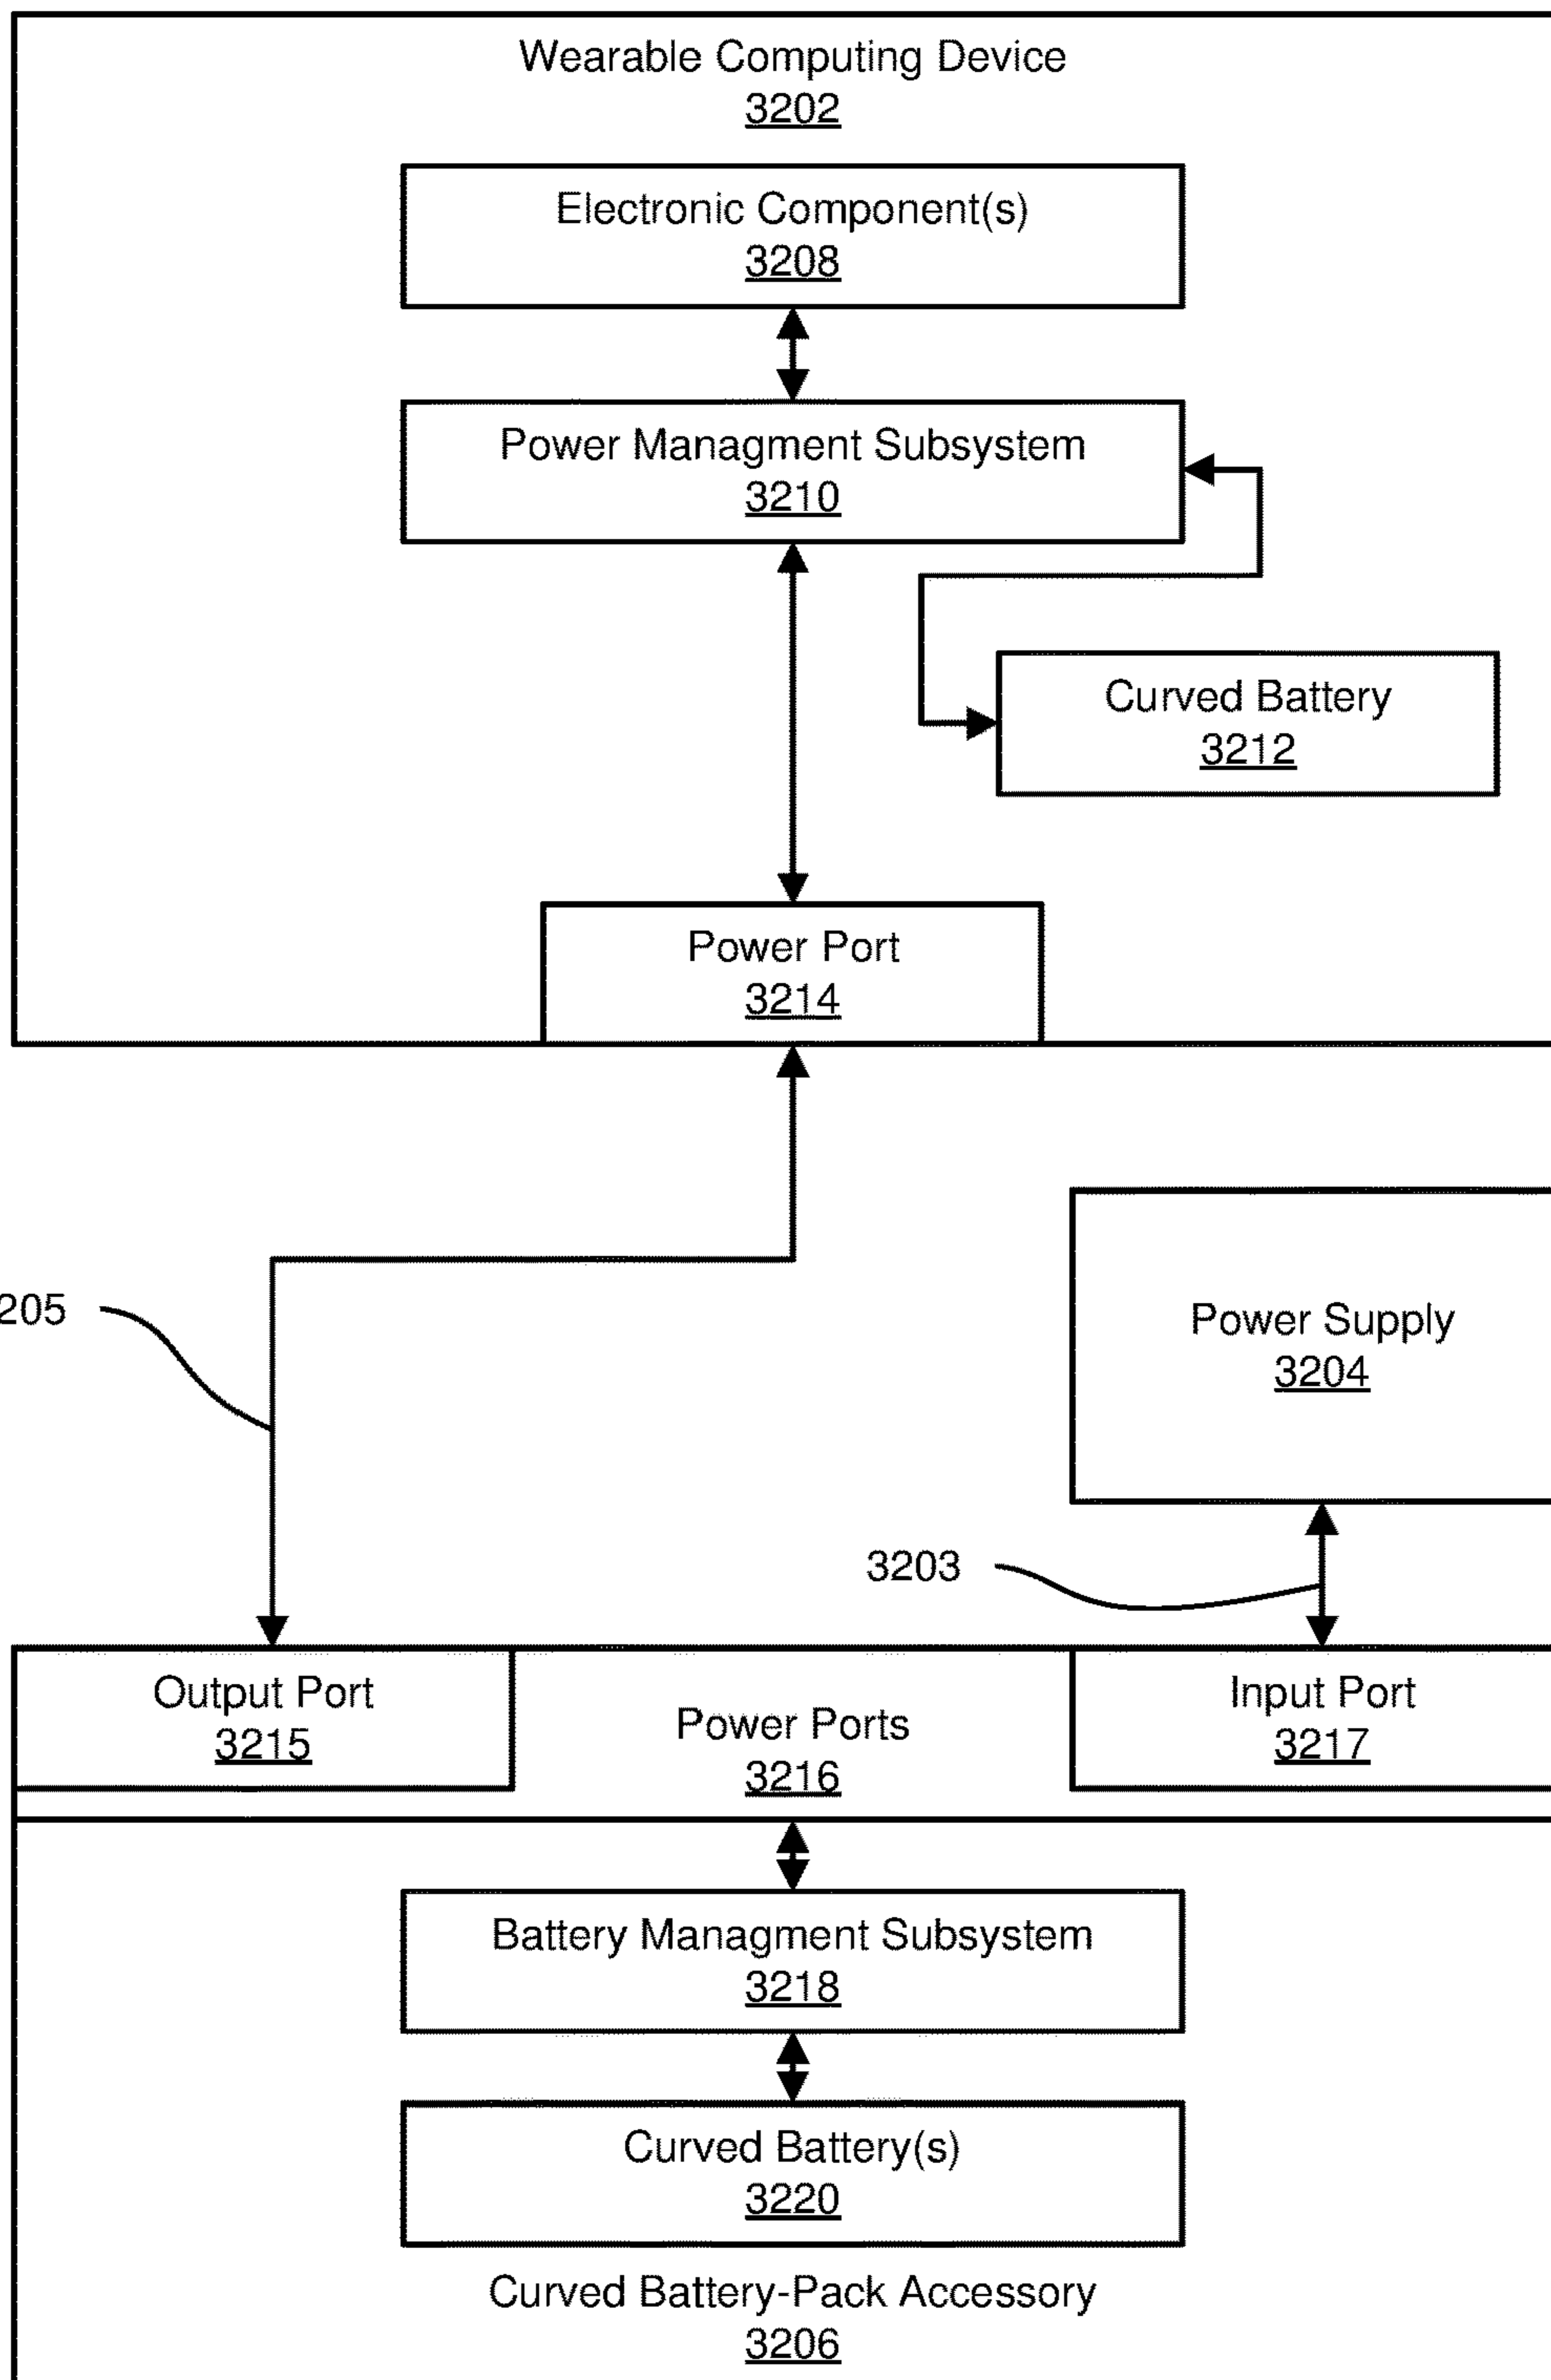 Wearable Computing Device
3202
Electronic Component(s)
3208
Power Managment Subsystem
3210
Curved Battery
3212
Power Port
3214
205
Power Supply
3204
3203
Output Port
3215
Power Ports
3216
Input Port
3217
Battery Managment Subsystem
3218
Curved Battery(s)
3220
Curved Battery-Pack Accessory
3206